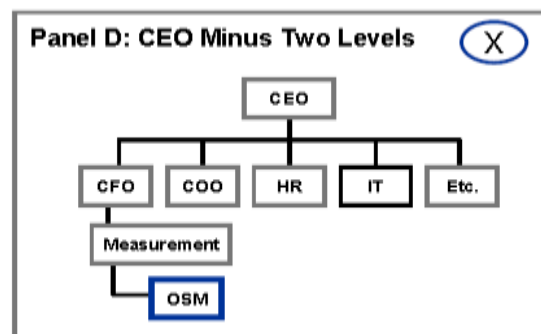 Panel D: CEO Minus Two Levels
X
CEO
CFO COO HR IT Etc.
Measurement
OSM